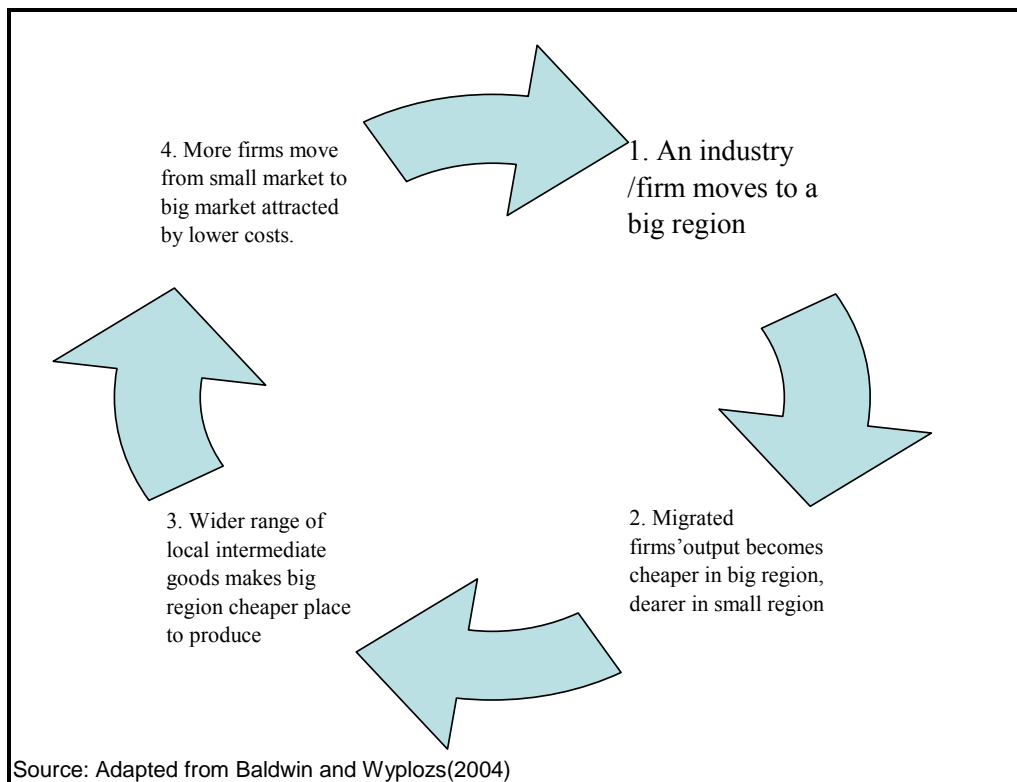 1. An industry
/firm moves to a
big region
2. Migrated
firms’output becomes
cheaper in big region,
dearer in small region
3. Wider range of
local intermediate
goods makes big
region cheaper place
to produce
4. More firms move
from small market to
big market attracted
by lower costs.
Source: Adapted from Baldwin and Wyplozs(2004)